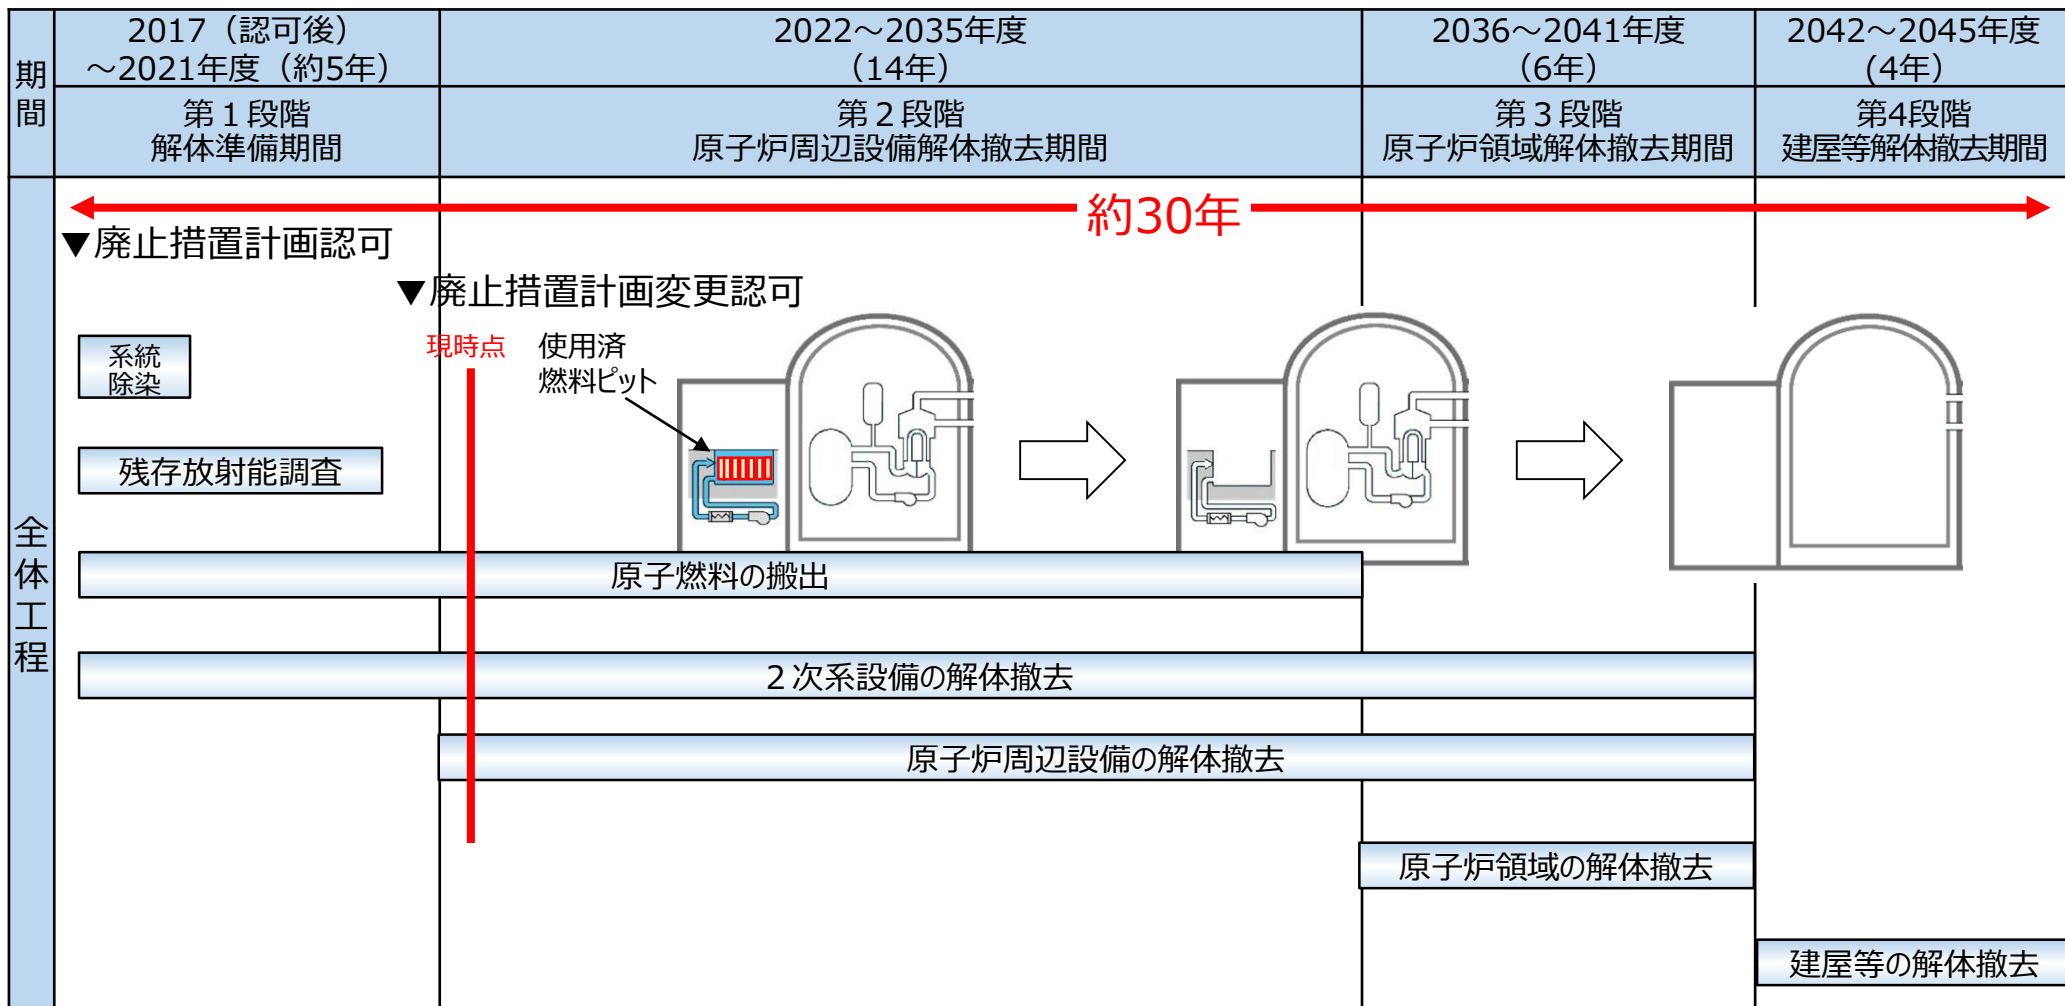 期間
2017（認可後）
～2021年度（約5年）
2022～2035年度
（14年）
2036～2041年度
（6年）
2042～2045年度
(4年）
第１段階
解体準備期間
第２段階
原子炉周辺設備解体撤去期間
第３段階
原子炉領域解体撤去期間
第4段階
建屋等解体撤去期間
全体工程
約30年
▼廃止措置計画認可
▼廃止措置計画変更認可
現時点
使用済
燃料ピット
系統
除染
残存放射能調査
原子燃料の搬出
２次系設備の解体撤去
原子炉周辺設備の解体撤去
原子炉領域の解体撤去
建屋等の解体撤去